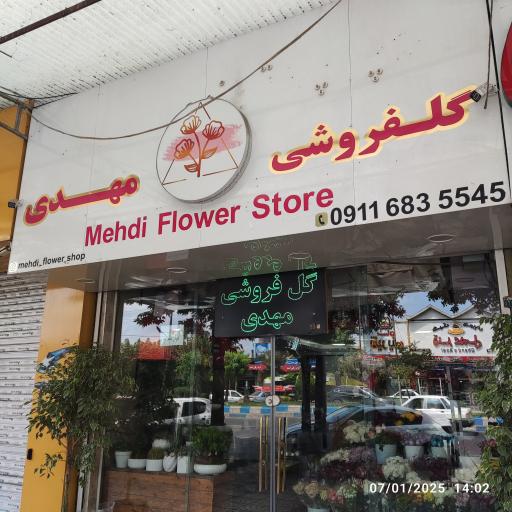 گلفروشی
مهدی
Mehdi Flower Store
0911 683 5545
mehdi_flower_shop
گل فروشی
مهدی
07/01/2025 14:02